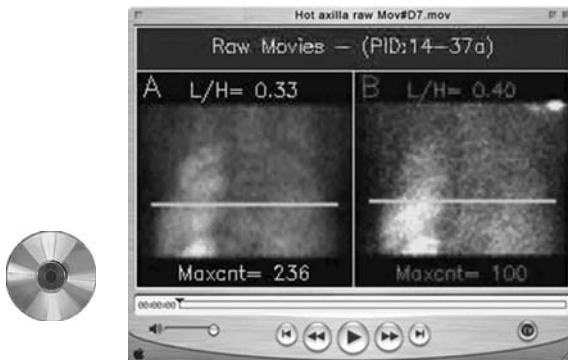 Hot axilla raw Mov#D7.mov
Raw Movies – (PID:14–37a)
A L/H= 0.33
B L/H= 0.40
Maxcnt= 236
Maxcnt= 100
00:00:00